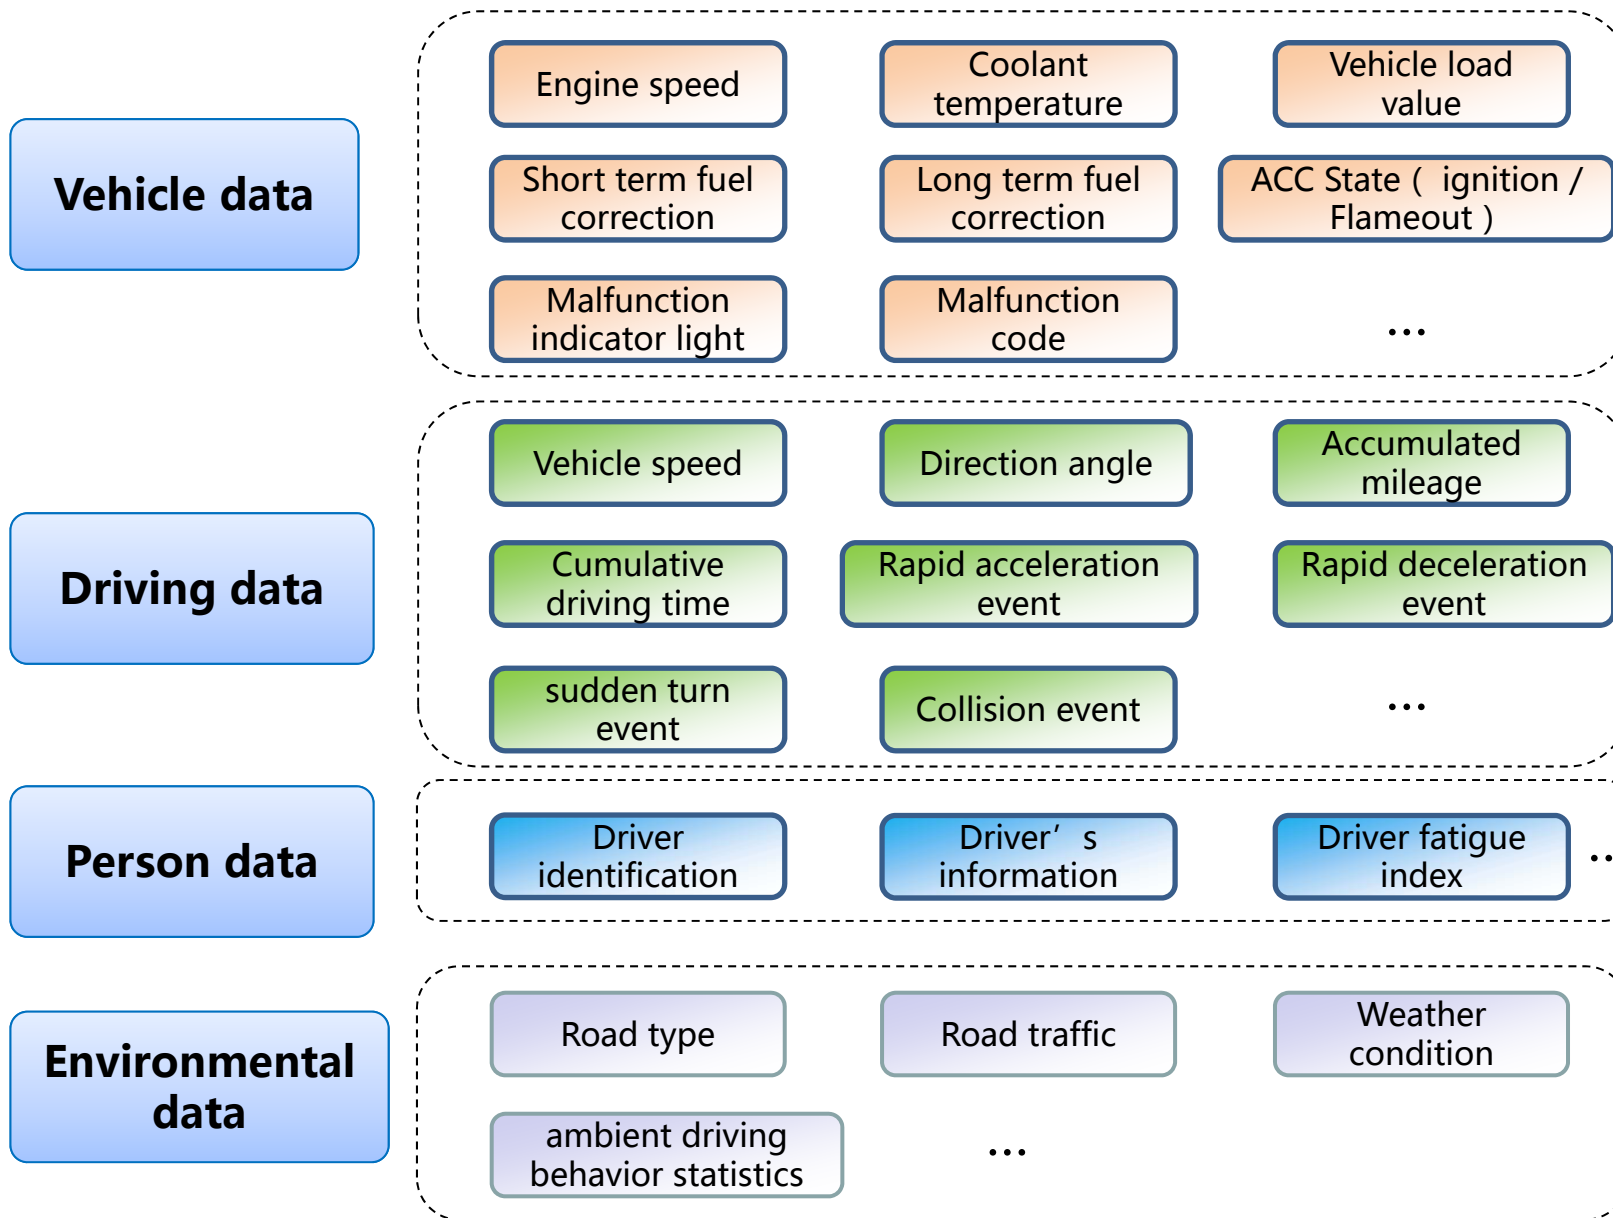 Vehicle data
Engine speed
Coolant
temperature
Vehicle load
value
Short term fuel
correction
Long term fuel
correction
ACC State ( ignition /
Flameout )
Malfunction
indicator light
Malfunction
code
...
Driving data
Vehicle speed
Direction angle
Accumulated
mileage
Cumulative
driving time
Rapid acceleration
event
Rapid deceleration
event
sudden turn
event
Collision event
...
Person data
Driver
identification
Driver’ s
information
Driver fatigue
index
..
Environmental
data
Road type
Road traffic
Weather
condition
ambient driving
behavior statistics
...